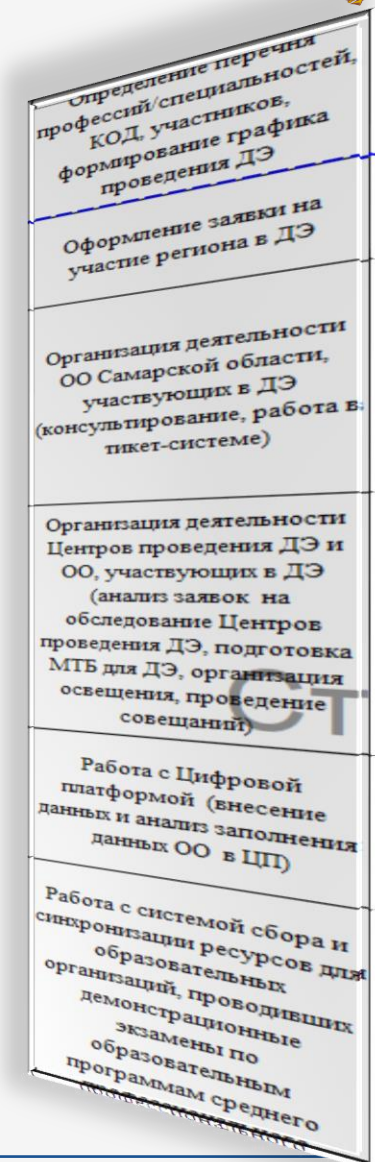 Определение перечня
профессий/специальностей,
КОД, участников,
формирование графика
проведения ДЭ
Оформление заявки на
участие региона в ДЭ
Организация деятельности
ОО Самарской области,
участвующих в ДЭ
(консультирование, работа в
тикет-системе)
Организация деятельности
Центров проведения ДЭ и
ОО, участвующих в ДЭ
(анализ заявок на
обследование Центров
проведения ДЭ, подготовка
МТБ для ДЭ, организация
освещения, проведение
совещаний)
Ст
Работа с Цифровой
платформой (внесение
данных и анализ заполнения
данных ОО в ЦП)
Работа с системой сбора и
синхронизации ресурсов для
образовательных
организаций, проводивших
демонстрационные
экзамены по
образовательным
программам среднего
профессионального